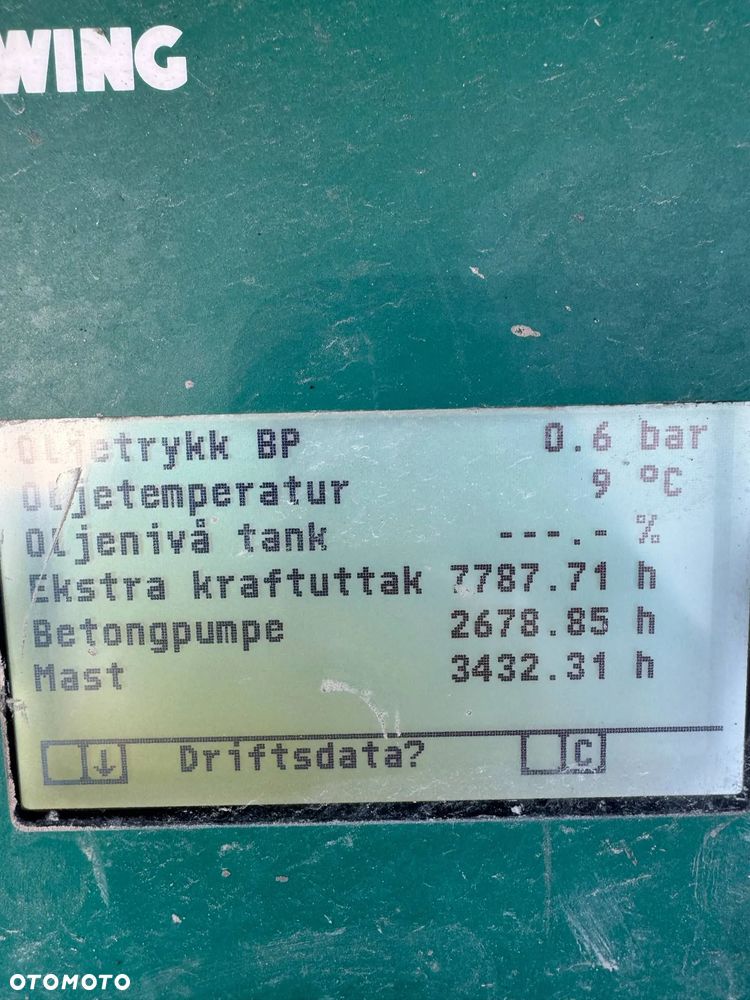 WING
Oljetrykk BP 0.6 bar
Oljetemperatur 9 °C
Oljenivå tank ---.- %
Ekstra kraftuttak 7787.71 h
Betongpumpe 2678.85 h
Mast 3432.31 h
↓ Driftsdata? C
OTOMOTO